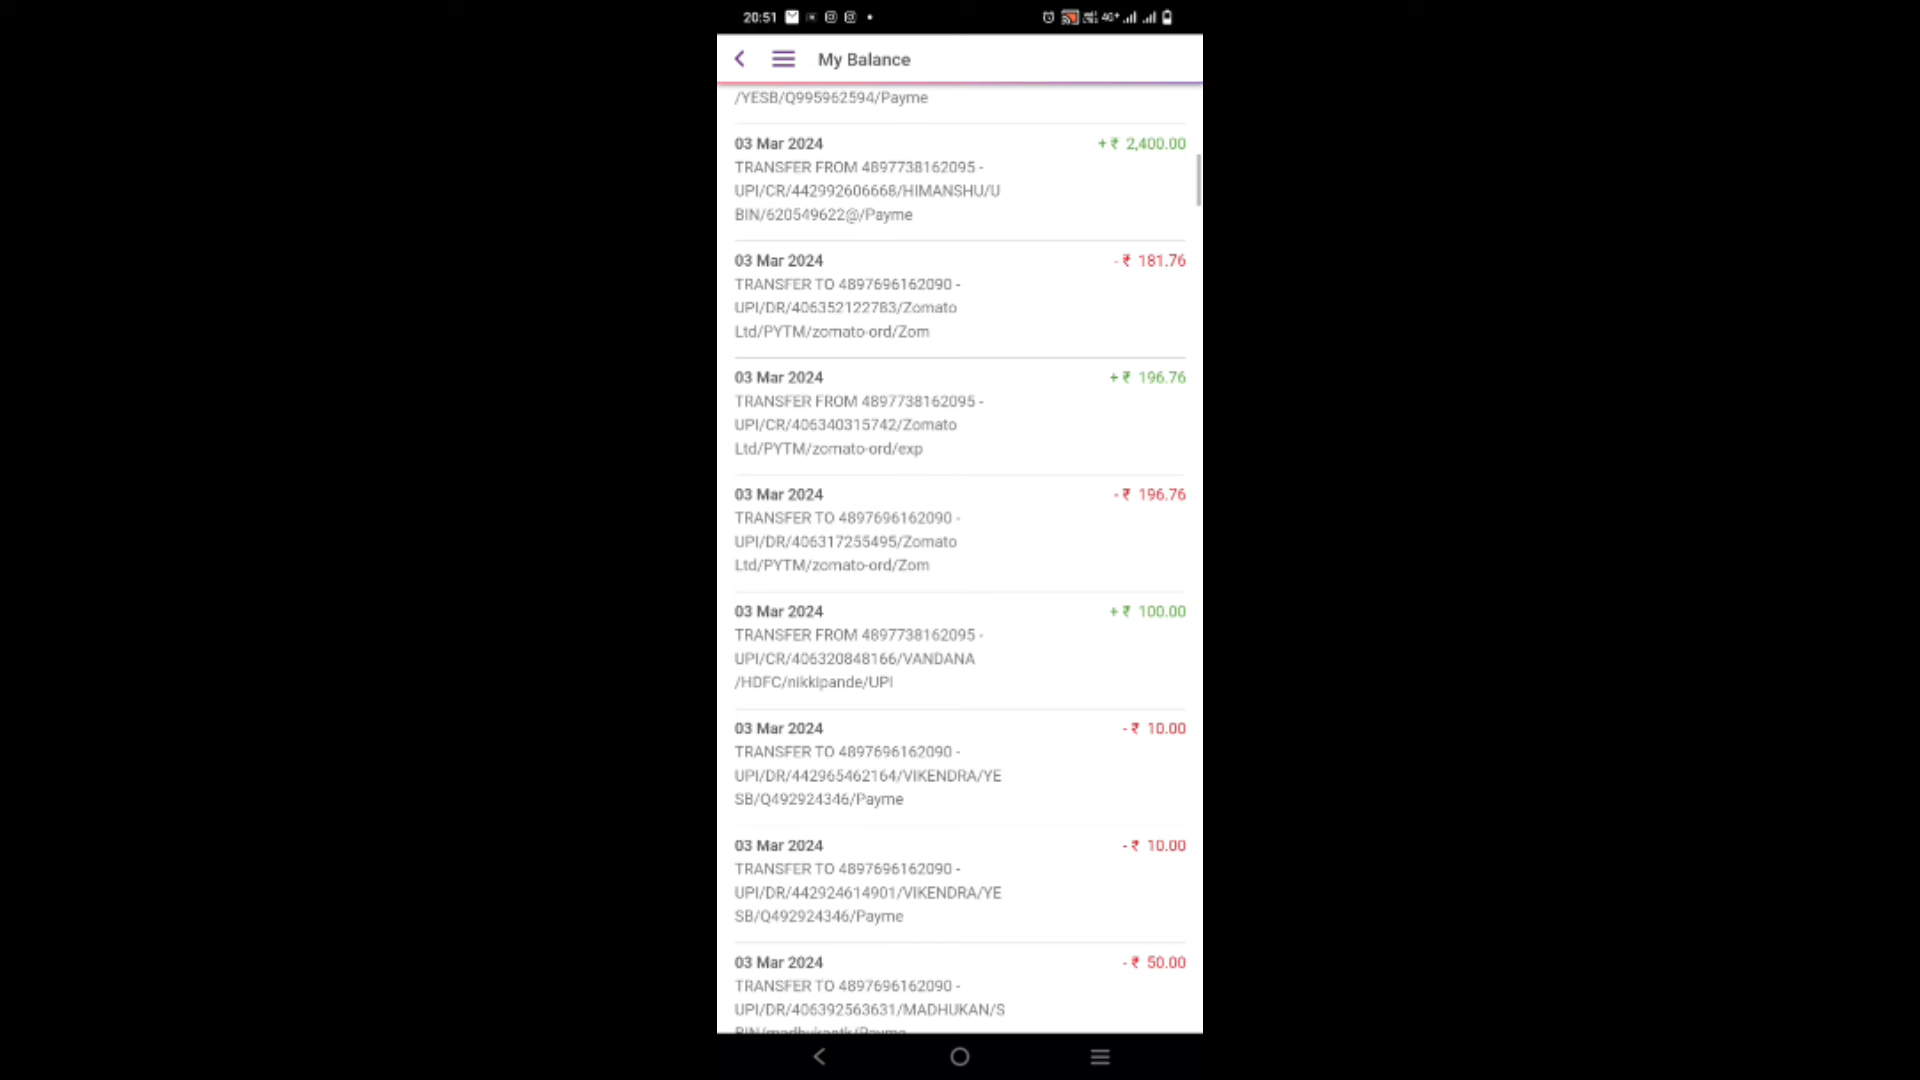 20:51
4G+
My Balance
/YESB/Q995962594/Payme
03 Mar 2024
+ ₹ 2,400.00
TRANSFER FROM 4897738162095 -
UPI/CR/442992606668/HIMANSHU/U
BIN/620549622@/Payme
03 Mar 2024
- ₹ 181.76
TRANSFER TO 4897696162090 -
UPI/DR/406352122783/Zomato
Ltd/PYTM/zomato-ord/Zom
03 Mar 2024
+ ₹ 196.76
TRANSFER FROM 4897738162095 -
UPI/CR/406340315742/Zomato
Ltd/PYTM/zomato-ord/exp
03 Mar 2024
- ₹ 196.76
TRANSFER TO 4897696162090 -
UPI/DR/406317255495/Zomato
Ltd/PYTM/zomato-ord/Zom
03 Mar 2024
+ ₹ 100.00
TRANSFER FROM 4897738162095 -
UPI/CR/406320848166/VANDANA
/HDFC/nikkipande/UPI
03 Mar 2024
- ₹ 10.00
TRANSFER TO 4897696162090 -
UPI/DR/442965462164/VIKENDRA/YE
SB/Q492924346/Payme
03 Mar 2024
- ₹ 10.00
TRANSFER TO 4897696162090 -
UPI/DR/442924614901/VIKENDRA/YE
SB/Q492924346/Payme
03 Mar 2024
- ₹ 50.00
TRANSFER TO 4897696162090 -
UPI/DR/406392563631/MADHUKAN/S